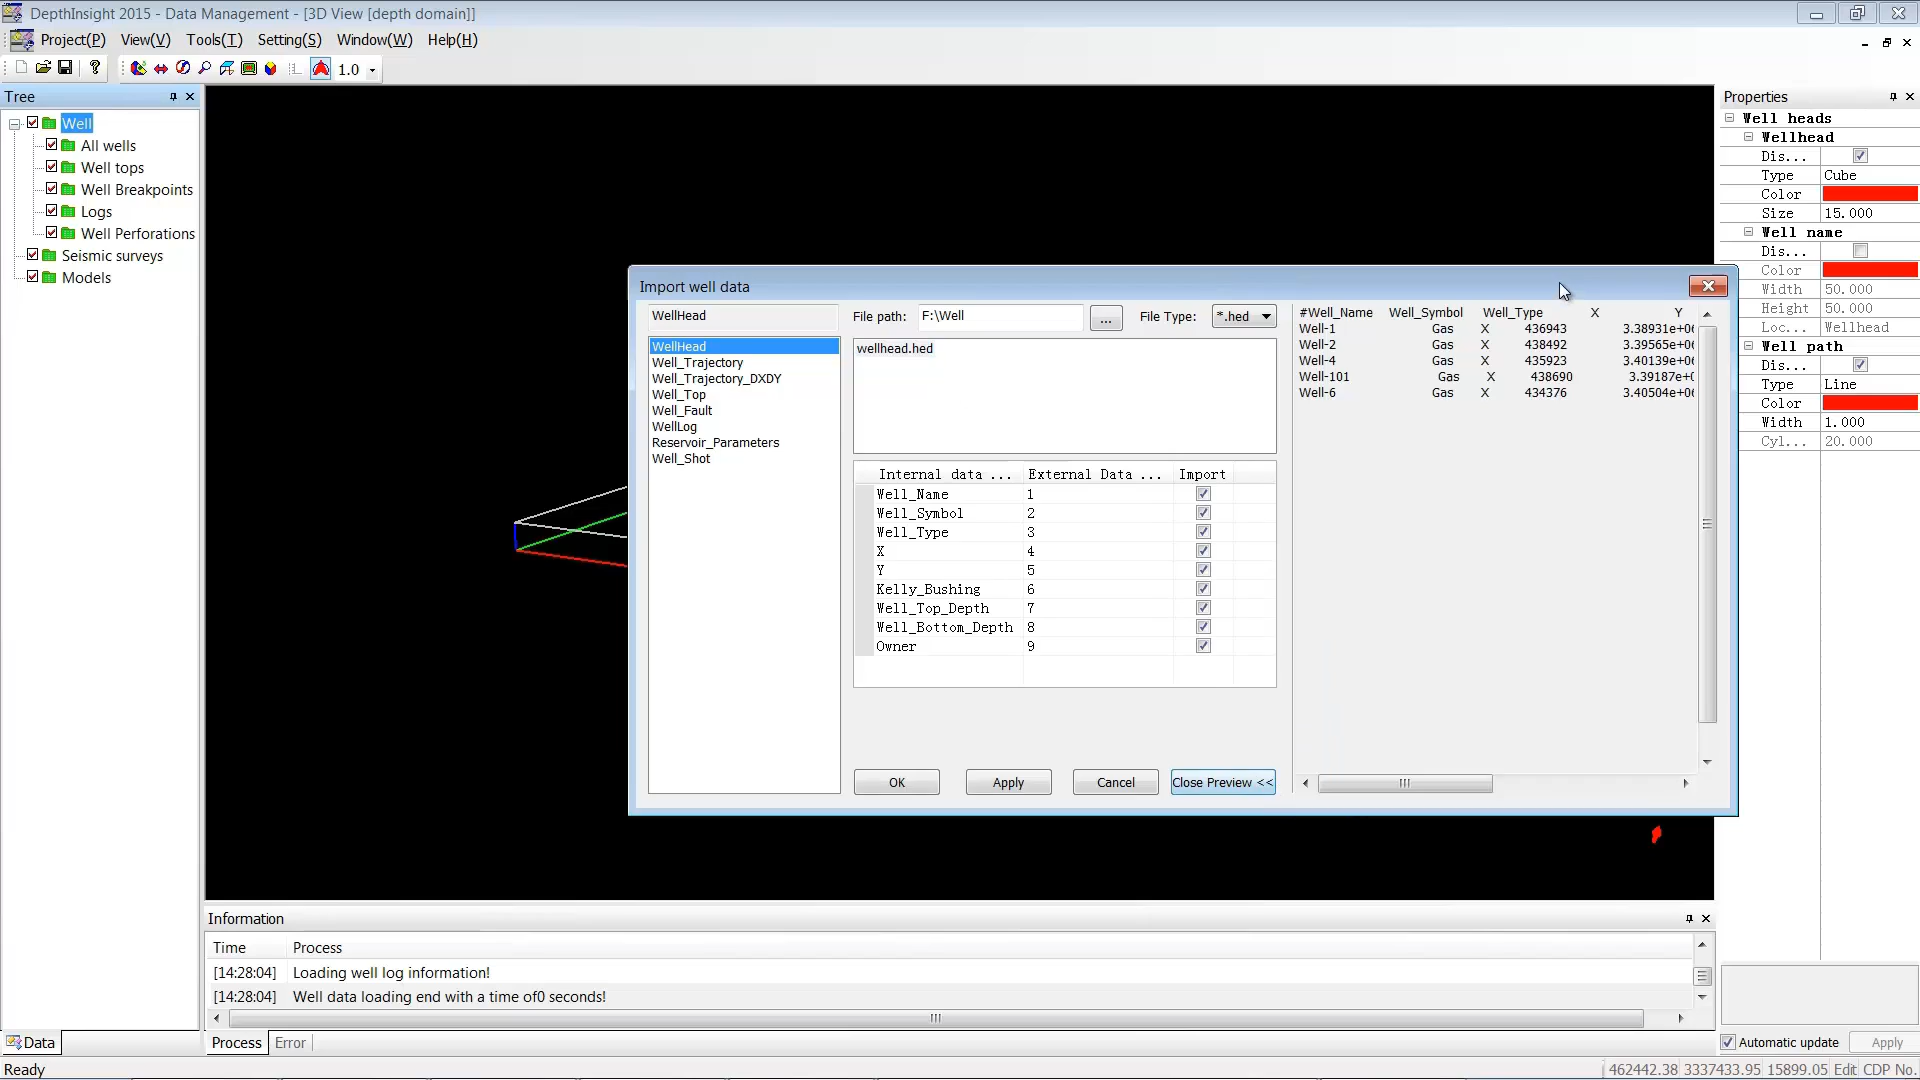 DepthInsight 2015 - Data Management - [3D View [depth domain]]
Project(P) View(V) Tools(T) Setting(S) Window(W) Help(H)
1.0
Tree
Well
All wells
Well tops
Well Breakpoints
Logs
Well Perforations
Seismic surveys
Models
Data
Import well data
WellHead
WellHead
Well_Trajectory
Well_Trajectory_DXDY
Well_Top
Well_Fault
WellLog
Reservoir_Parameters
Well_Shot
File path: F:\Well ... File Type: *.hed
wellhead.hed
Internal data ... External Data ... Import
Well_Name 1
Well_Symbol 2
Well_Type 3
X 4
Y 5
Kelly_Bushing 6
Well_Top_Depth 7
Well_Bottom_Depth 8
Owner 9
OK Apply Cancel Close Preview <<
#Well_Name Well_Symbol Well_Type X Y
Well-1 Gas X 436943 3.38931e+06
Well-2 Gas X 438492 3.39565e+06
Well-4 Gas X 435923 3.40139e+06
Well-101 Gas X 438690 3.39187e+0
Well-6 Gas X 434376 3.40504e+06
Properties
Well heads
Wellhead
Dis...
Type Cube
Color
Size 15.000
Well name
Dis...
Color
Width 50.000
Height 50.000
Loc... Wellhead
Well path
Dis...
Type Line
Color
Width 1.000
Cyl... 20.000
Automatic update Apply
Information
Time Process
[14:28:04] Loading well log information!
[14:28:04] Well data loading end with a time of0 seconds!
Process Error
Ready
462442.38 3337433.95 15899.05 Edit CDP No.